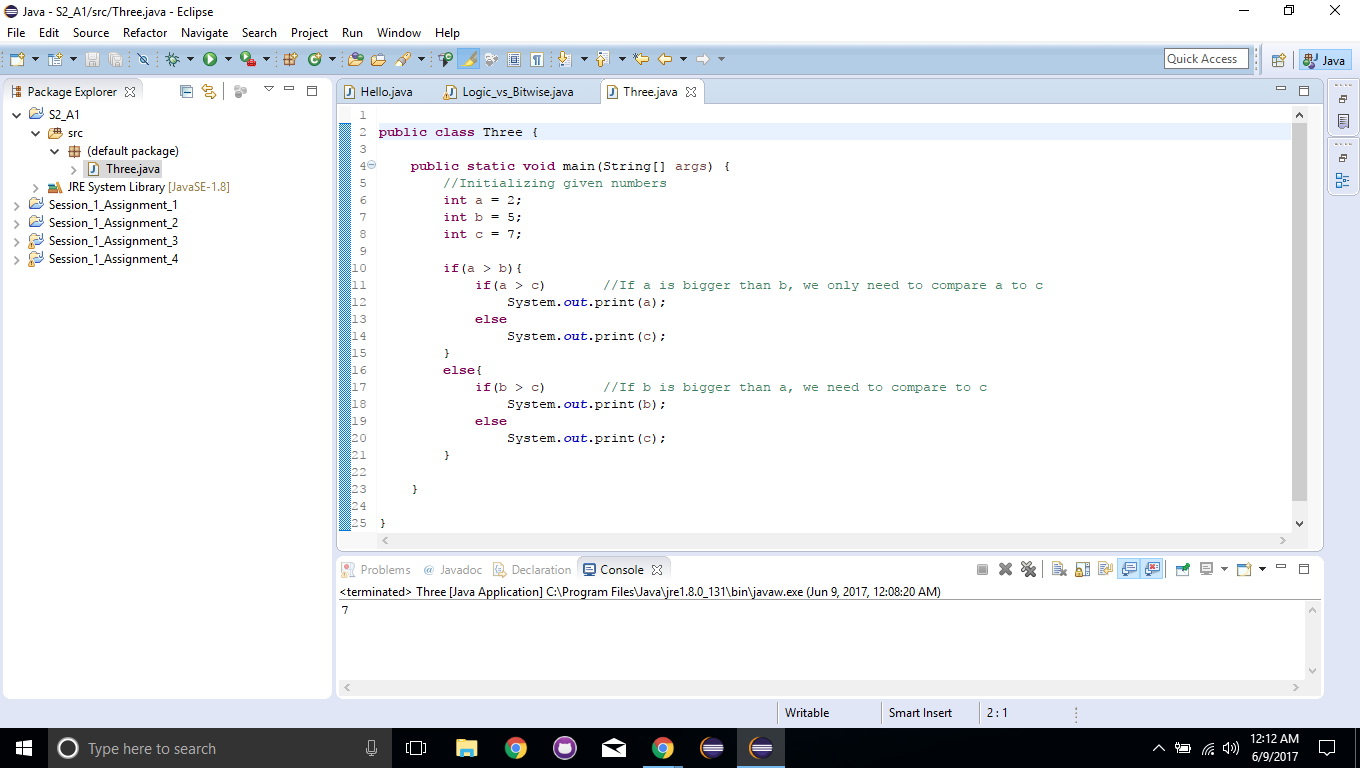 Java - S2_A1/src/Three.java - Eclipse
File Edit Source Refactor Navigate Search Project Run Window Help
Quick Access
Java
Package Explorer
S2_A1
src
(default package)
Three.java
JRE System Library [JavaSE-1.8]
Session_1_Assignment_1
Session_1_Assignment_2
Session_1_Assignment_3
Session_1_Assignment_4
Hello.java Logic_vs_Bitwise.java Three.java
1
2 public class Three {
3
4 public static void main(String[] args) {
5 //Initializing given numbers
6 int a = 2;
7 int b = 5;
8 int c = 7;
9
10 if(a > b){
11 if(a > c) //If a is bigger than b, we only need to compare a to c
12 System.out.print(a);
13 else
14 System.out.print(c);
15 }
16 else{
17 if(b > c) //If b is bigger than a, we need to compare to c
18 System.out.print(b);
19 else
20 System.out.print(c);
21 }
22
23 }
24
25 }
Problems @ Javadoc Declaration Console
<terminated> Three [Java Application] C:\Program Files\Java\jre1.8.0_131\bin\javaw.exe (Jun 9, 2017, 12:08:20 AM)
7
Writable Smart Insert 2 : 1
Type here to search
12:12 AM
6/9/2017